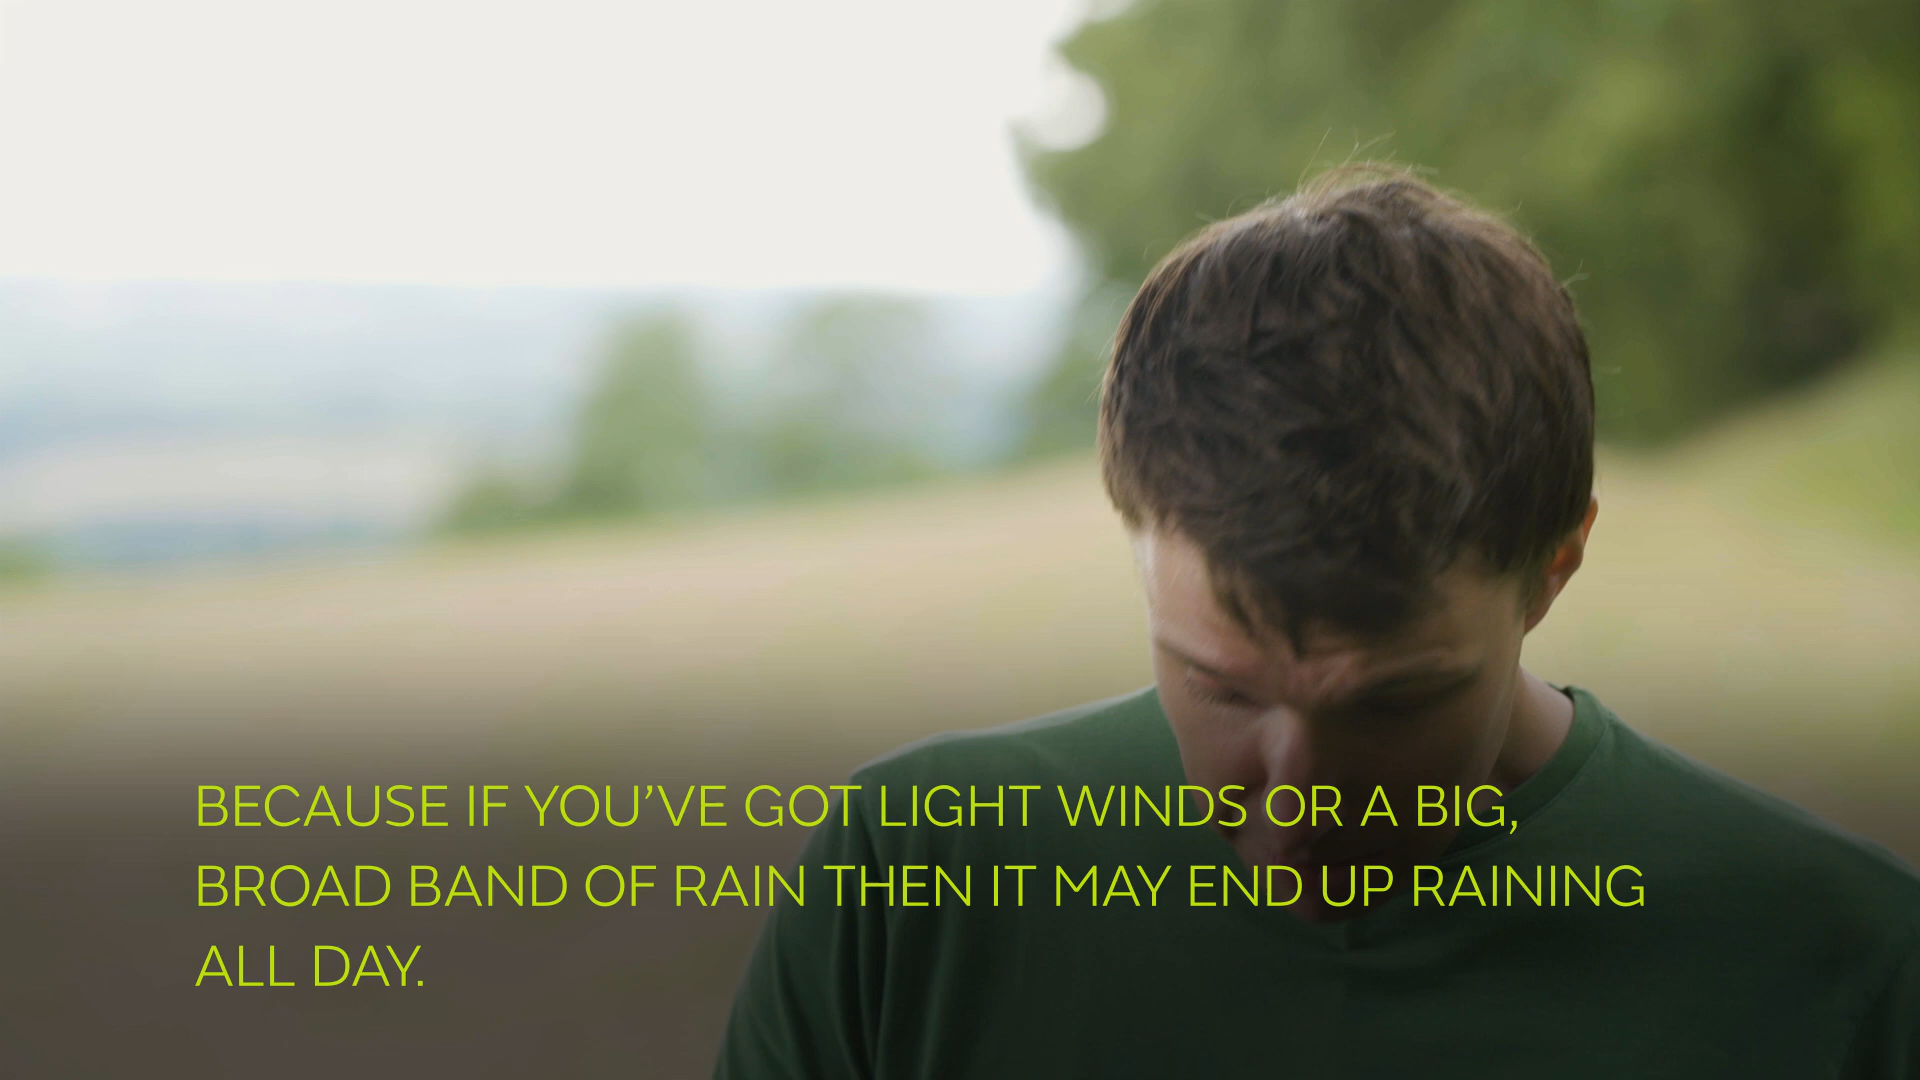 BECAUSE IF YOU’VE GOT LIGHT WINDS OR A BIG,
BROAD BAND OF RAIN THEN IT MAY END UP RAINING
ALL DAY.